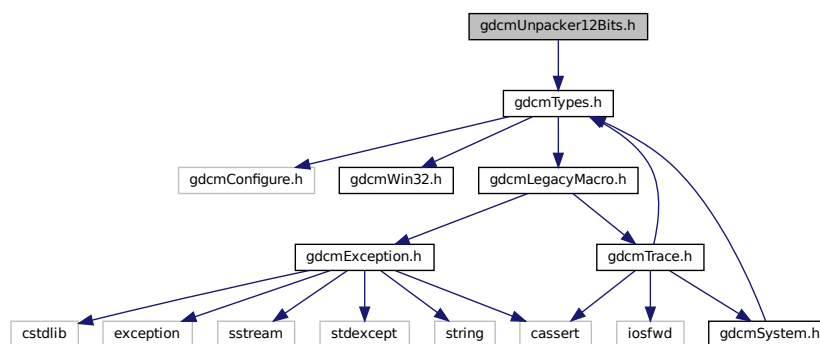 gdcmUnpacker12Bits.h
gdcmTypes.h
gdcmConfigure.h
gdcmWin32.h
gdcmLegacyMacro.h
gdcmException.h
gdcmTrace.h
cstdlib
exception
sstream
stdexcept
string
cassert
iosfwd
gdcmSystem.h